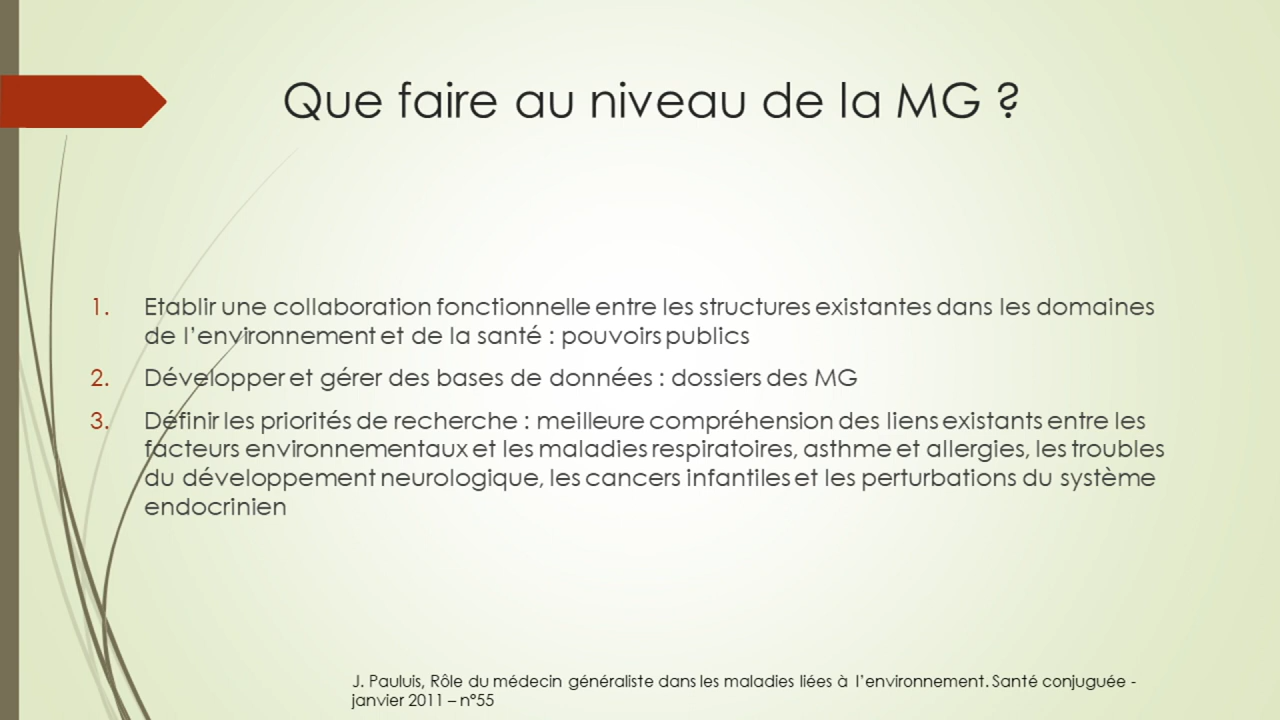 Que faire au niveau de la MG ?
1. Etablir une collaboration fonctionnelle entre les structures existantes dans les domaines
de l’environnement et de la santé : pouvoirs publics
2. Développer et gérer des bases de données : dossiers des MG
3. Définir les priorités de recherche : meilleure compréhension des liens existants entre les
facteurs environnementaux et les maladies respiratoires, asthme et allergies, les troubles
du développement neurologique, les cancers infantiles et les perturbations du système
endocrinien
J. Pauluis, Rôle du médecin généraliste dans les maladies liées à l’environnement. Santé conjuguée -
janvier 2011 – n°55